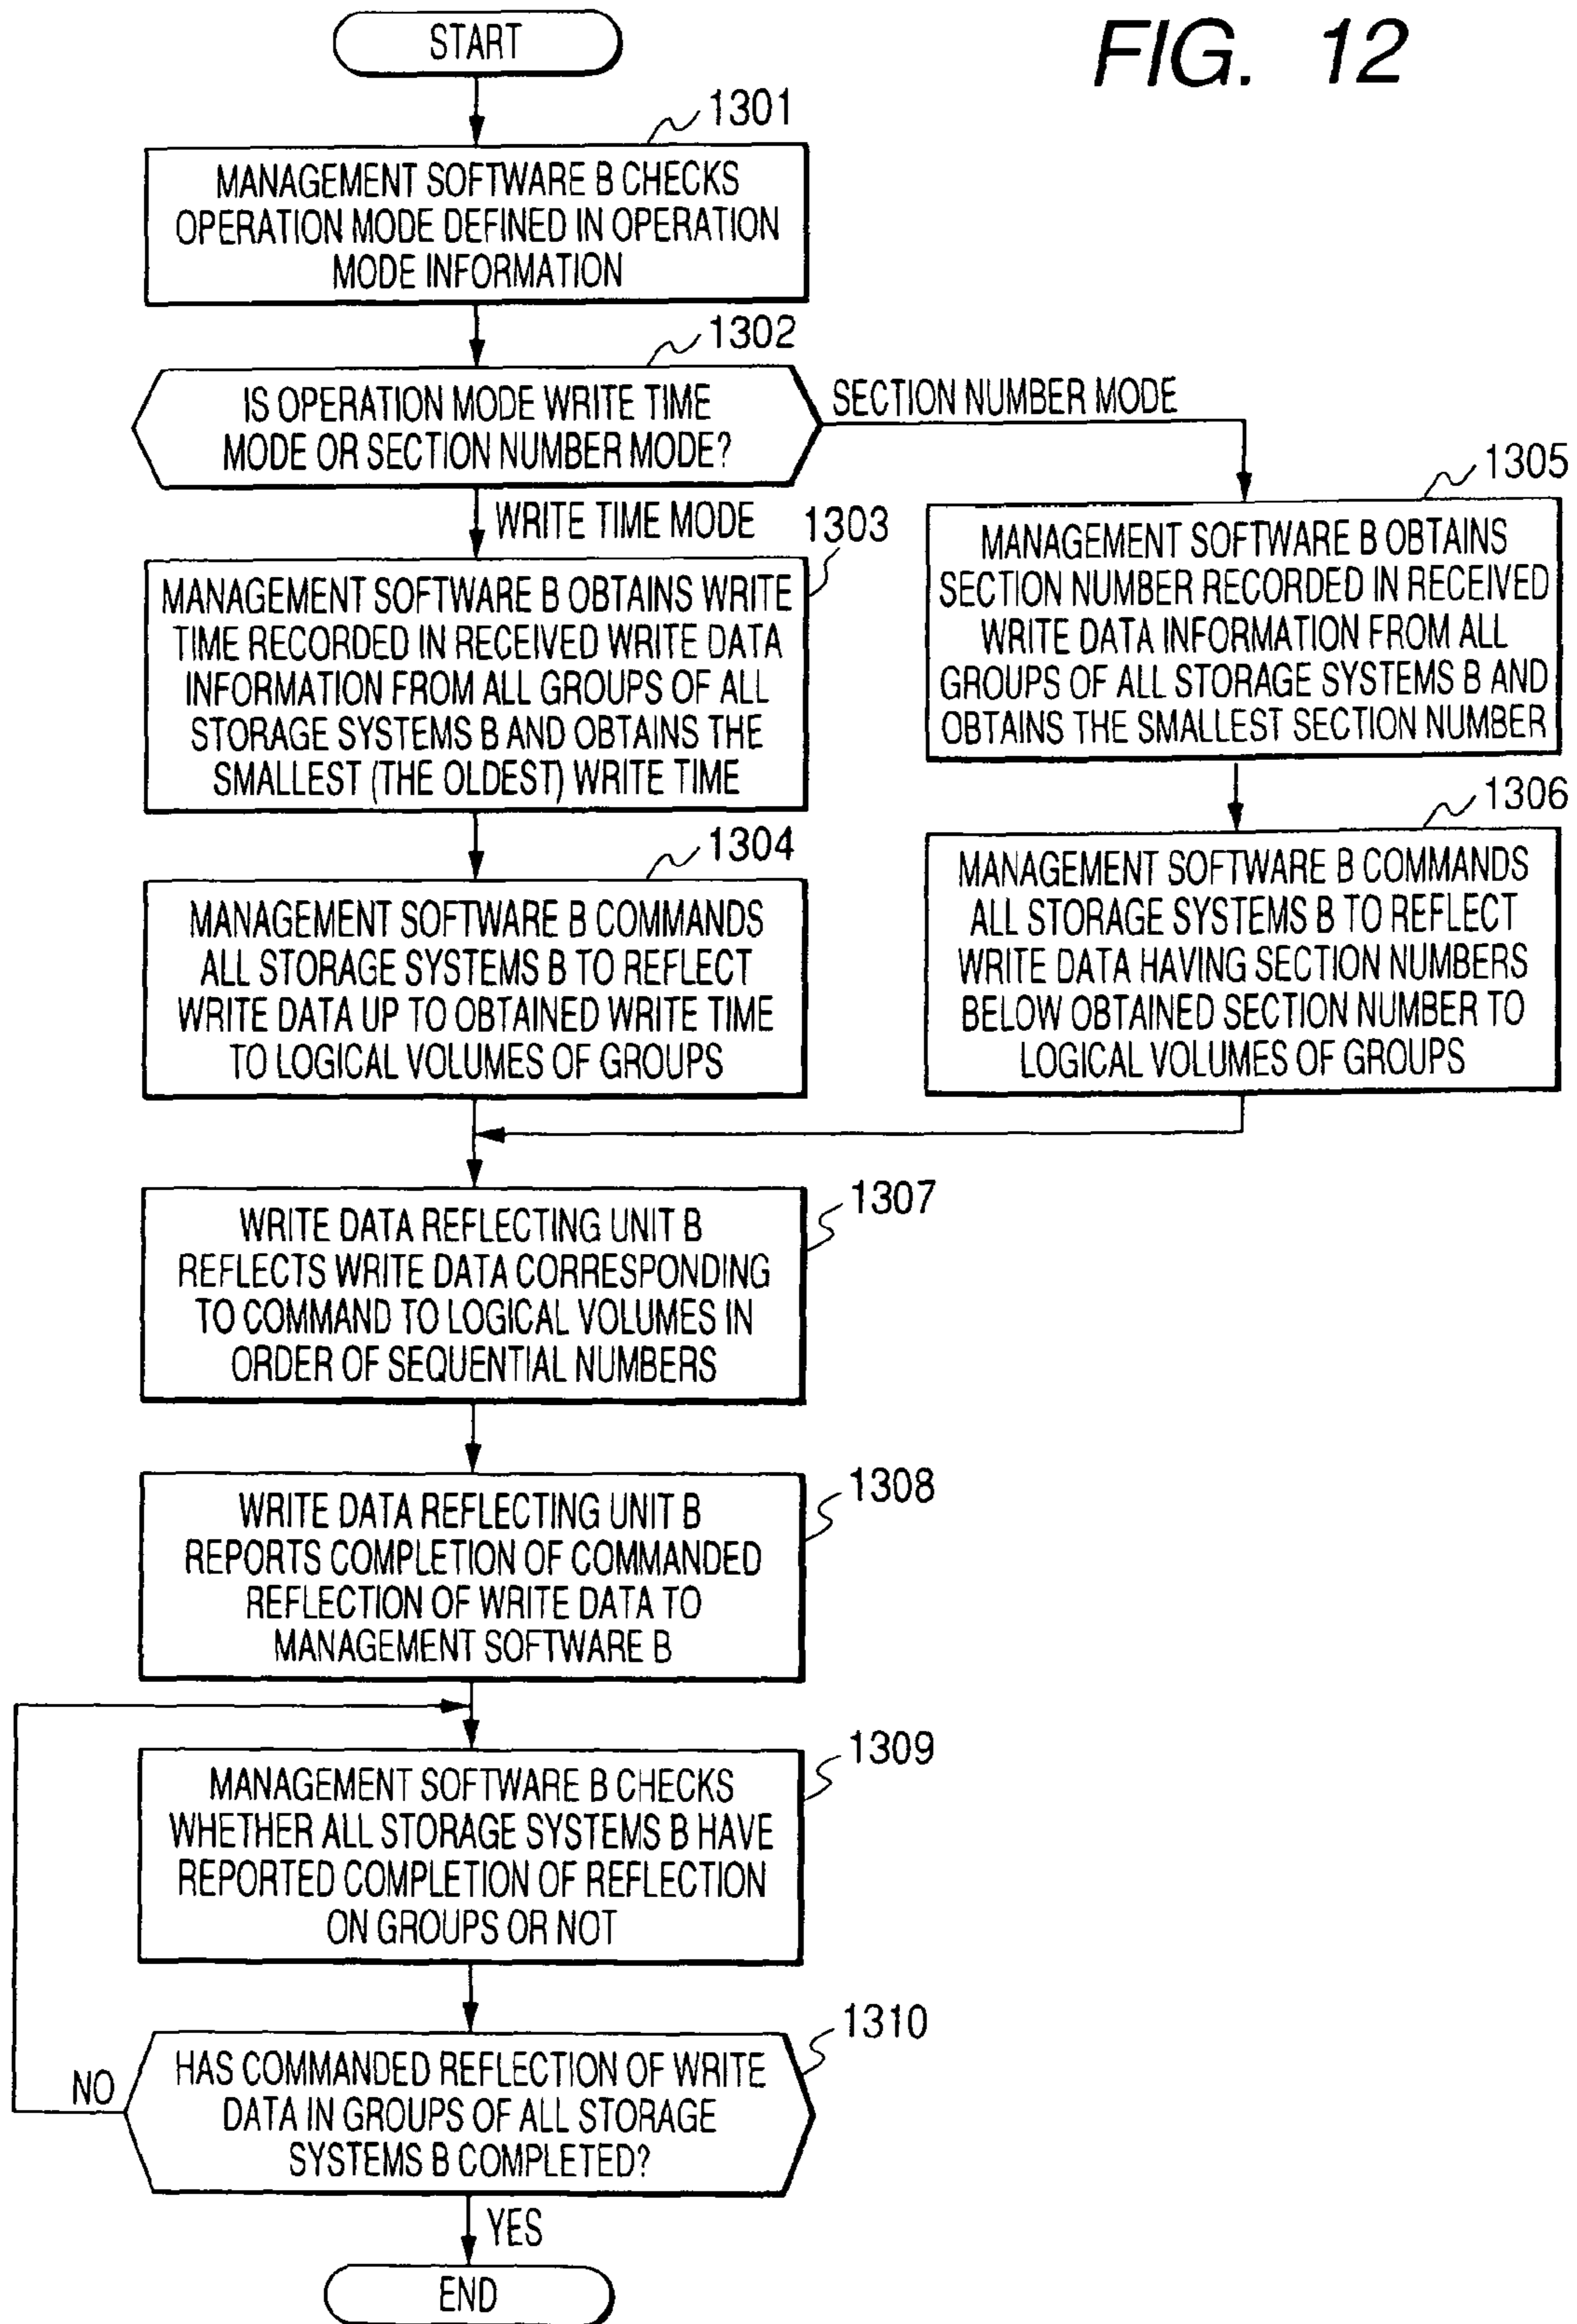 START
FIG. 12
1301
MANAGEMENT SOFTWARE B CHECKS
OPERATION MODE DEFINED IN OPERATION
MODE INFORMATION
1302
IS OPERATION MODE WRITE TIME
MODE OR SECTION NUMBER MODE?
SECTION NUMBER MODE
WRITE TIME MODE
1303
MANAGEMENT SOFTWARE B OBTAINS WRITE
TIME RECORDED IN RECEIVED WRITE DATA
INFORMATION FROM ALL GROUPS OF ALL
STORAGE SYSTEMS B AND OBTAINS THE
SMALLEST (THE OLDEST) WRITE TIME
1305
MANAGEMENT SOFTWARE B OBTAINS
SECTION NUMBER RECORDED IN RECEIVED
WRITE DATA INFORMATION FROM ALL
GROUPS OF ALL STORAGE SYSTEMS B AND
OBTAINS THE SMALLEST SECTION NUMBER
1304
MANAGEMENT SOFTWARE B COMMANDS
ALL STORAGE SYSTEMS B TO REFLECT
WRITE DATA UP TO OBTAINED WRITE TIME
TO LOGICAL VOLUMES OF GROUPS
1306
MANAGEMENT SOFTWARE B COMMANDS
ALL STORAGE SYSTEMS B TO REFLECT
WRITE DATA HAVING SECTION NUMBERS
BELOW OBTAINED SECTION NUMBER TO
LOGICAL VOLUMES OF GROUPS
1307
WRITE DATA REFLECTING UNIT B
REFLECTS WRITE DATA CORRESPONDING
TO COMMAND TO LOGICAL VOLUMES IN
ORDER OF SEQUENTIAL NUMBERS
1308
WRITE DATA REFLECTING UNIT B
REPORTS COMPLETION OF COMMANDED
REFLECTION OF WRITE DATA TO
MANAGEMENT SOFTWARE B
1309
MANAGEMENT SOFTWARE B CHECKS
WHETHER ALL STORAGE SYSTEMS B HAVE
REPORTED COMPLETION OF REFLECTION
ON GROUPS OR NOT
1310
HAS COMMANDED REFLECTION OF WRITE
DATA IN GROUPS OF ALL STORAGE
SYSTEMS B COMPLETED?
NO
YES
END